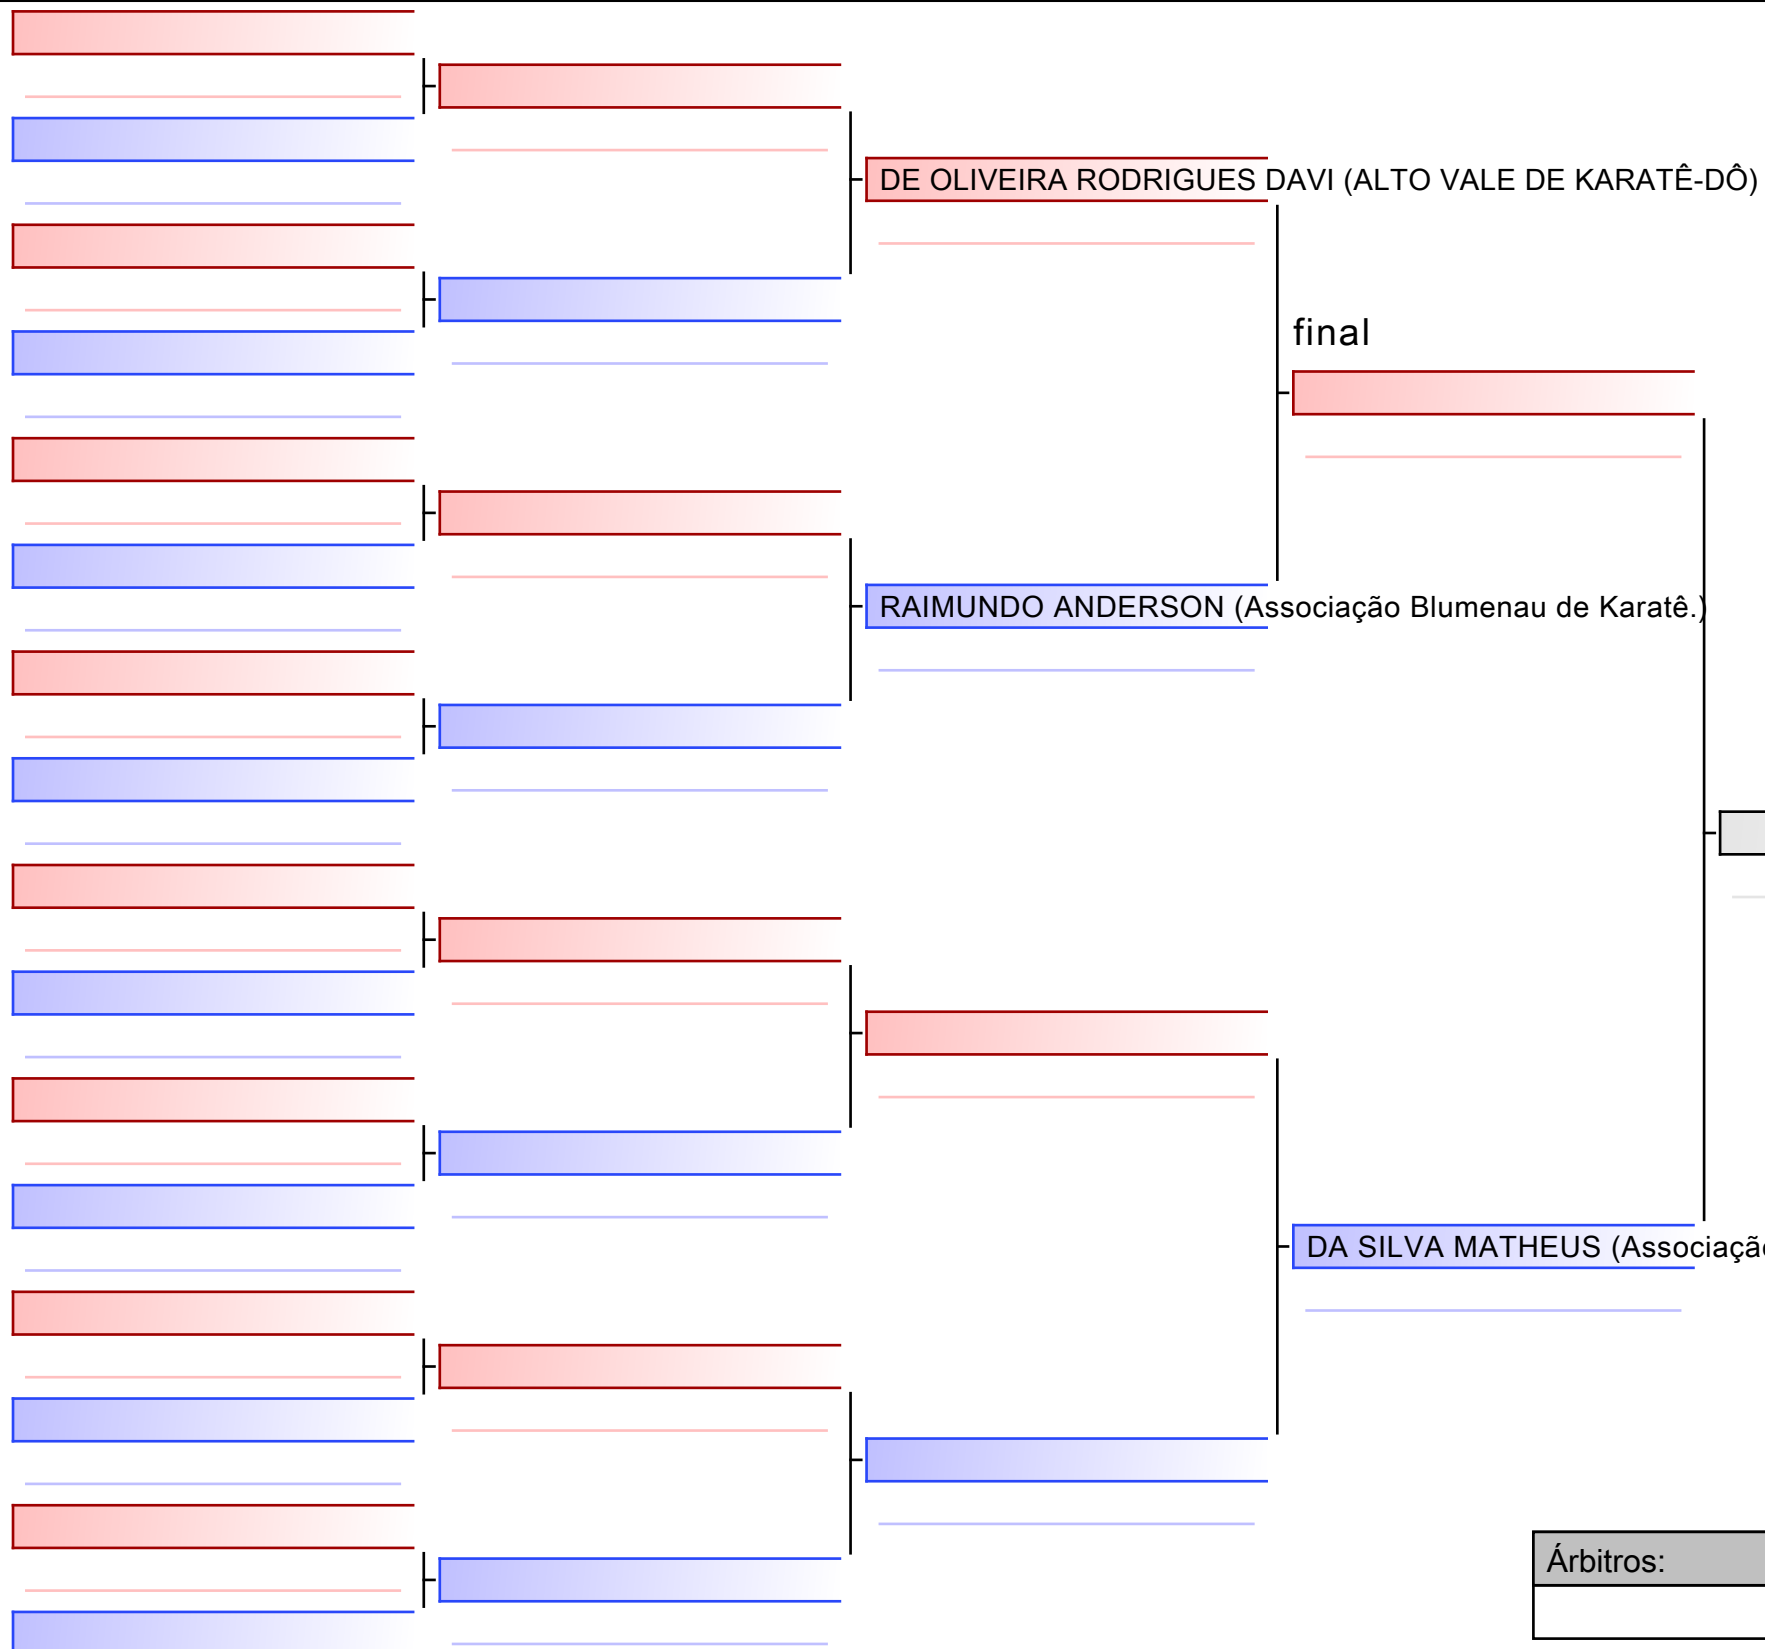 DE OLIVEIRA RODRIGUES DAVI (ALTO VALE DE KARATÊ-DÔ)
final
RAIMUNDO ANDERSON (Associação Blumenau de Karatê.)
DA SILVA MATHEUS (Associaçã
Árbitros: